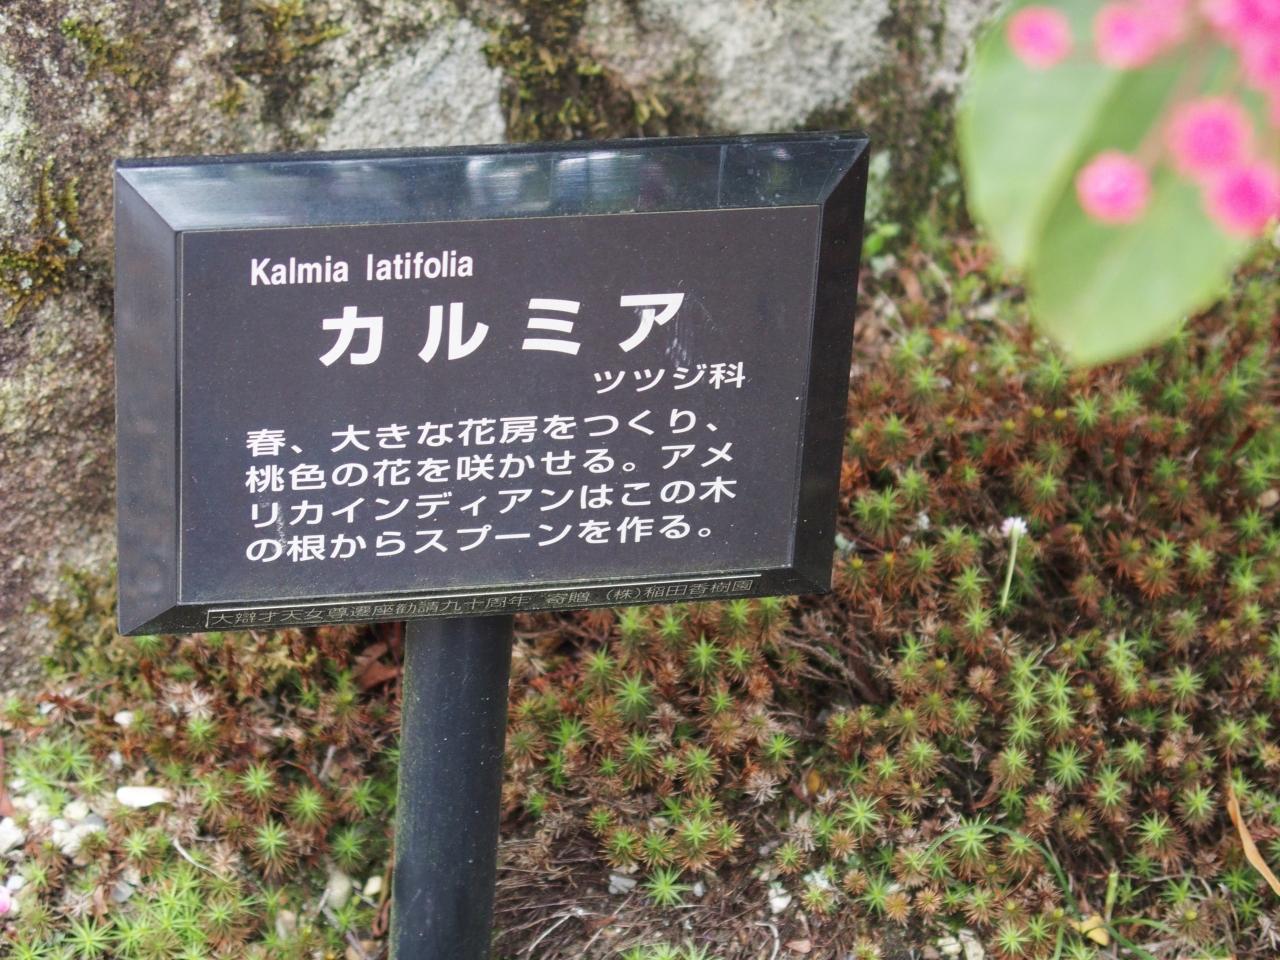 Kalmia latifolia
カルミア
ツツジ科
春、大きな花房をつくり、
桃色の花を咲かせる。アメ
リカインディアンはこの木
の根からスプーンを作る。
大辯才天女尊遷座勧請九十周年 寄贈 (株)稲田香樹園